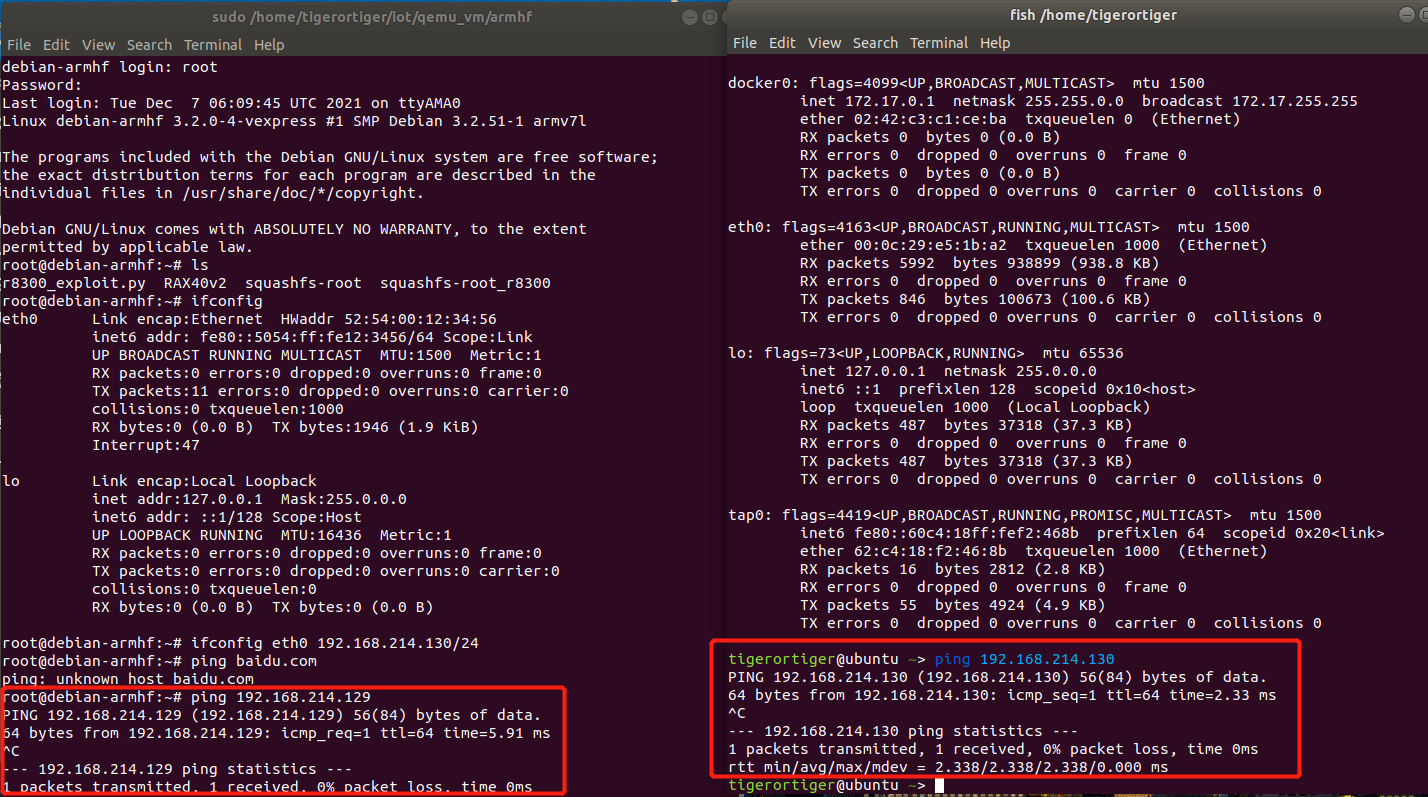 sudo /home/tigerortiger/iot/qemu_vm/armhf
File Edit View Search Terminal Help
debian-armhf login: root
Password:
Last login: Tue Dec  7 06:09:45 UTC 2021 on ttyAMA0
Linux debian-armhf 3.2.0-4-vexpress #1 SMP Debian 3.2.51-1 armv7l
The programs included with the Debian GNU/Linux system are free software;
the exact distribution terms for each program are described in the
individual files in /usr/share/doc/*/copyright.
Debian GNU/Linux comes with ABSOLUTELY NO WARRANTY, to the extent
permitted by applicable law.
root@debian-armhf:~# ls
r8300_exploit.py  RAX40v2  squashfs-root  squashfs-root_r8300
root@debian-armhf:~# ifconfig
eth0      Link encap:Ethernet  HWaddr 52:54:00:12:34:56
          inet6 addr: fe80::5054:ff:fe12:3456/64 Scope:Link
          UP BROADCAST RUNNING MULTICAST  MTU:1500  Metric:1
          RX packets:0 errors:0 dropped:0 overruns:0 frame:0
          TX packets:11 errors:0 dropped:0 overruns:0 carrier:0
          collisions:0 txqueuelen:1000
          RX bytes:0 (0.0 B)  TX bytes:1946 (1.9 KiB)
          Interrupt:47
lo        Link encap:Local Loopback
          inet addr:127.0.0.1  Mask:255.0.0.0
          inet6 addr: ::1/128 Scope:Host
          UP LOOPBACK RUNNING  MTU:16436  Metric:1
          RX packets:0 errors:0 dropped:0 overruns:0 frame:0
          TX packets:0 errors:0 dropped:0 overruns:0 carrier:0
          collisions:0 txqueuelen:0
          RX bytes:0 (0.0 B)  TX bytes:0 (0.0 B)
root@debian-armhf:~# ifconfig eth0 192.168.214.130/24
root@debian-armhf:~# ping baidu.com
ping: unknown host baidu.com
root@debian-armhf:~# ping 192.168.214.129
PING 192.168.214.129 (192.168.214.129) 56(84) bytes of data.
64 bytes from 192.168.214.129: icmp_req=1 ttl=64 time=5.91 ms
^C
--- 192.168.214.129 ping statistics ---
1 packets transmitted, 1 received, 0% packet loss, time 0ms
fish /home/tigerortiger
File Edit View Search Terminal Help
docker0: flags=4099<UP,BROADCAST,MULTICAST>  mtu 1500
        inet 172.17.0.1  netmask 255.255.0.0  broadcast 172.17.255.255
        ether 02:42:c3:c1:ce:ba  txqueuelen 0  (Ethernet)
        RX packets 0  bytes 0 (0.0 B)
        RX errors 0  dropped 0  overruns 0  frame 0
        TX packets 0  bytes 0 (0.0 B)
        TX errors 0  dropped 0 overruns 0  carrier 0  collisions 0
eth0: flags=4163<UP,BROADCAST,RUNNING,MULTICAST>  mtu 1500
        ether 00:0c:29:e5:1b:a2  txqueuelen 1000  (Ethernet)
        RX packets 5992  bytes 938899 (938.8 KB)
        RX errors 0  dropped 0  overruns 0  frame 0
        TX packets 846  bytes 100673 (100.6 KB)
        TX errors 0  dropped 0 overruns 0  carrier 0  collisions 0
lo: flags=73<UP,LOOPBACK,RUNNING>  mtu 65536
        inet 127.0.0.1  netmask 255.0.0.0
        inet6 ::1  prefixlen 128  scopeid 0x10<host>
        loop  txqueuelen 1000  (Local Loopback)
        RX packets 487  bytes 37318 (37.3 KB)
        RX errors 0  dropped 0  overruns 0  frame 0
        TX packets 487  bytes 37318 (37.3 KB)
        TX errors 0  dropped 0 overruns 0  carrier 0  collisions 0
tap0: flags=4419<UP,BROADCAST,RUNNING,PROMISC,MULTICAST>  mtu 1500
        inet6 fe80::60c4:18ff:fef2:468b  prefixlen 64  scopeid 0x20<link>
        ether 62:c4:18:f2:46:8b  txqueuelen 1000  (Ethernet)
        RX packets 16  bytes 2812 (2.8 KB)
        RX errors 0  dropped 0  overruns 0  frame 0
        TX packets 55  bytes 4924 (4.9 KB)
        TX errors 0  dropped 0 overruns 0  carrier 0  collisions 0
tigerortiger@ubuntu ~> ping 192.168.214.130
PING 192.168.214.130 (192.168.214.130) 56(84) bytes of data.
64 bytes from 192.168.214.130: icmp_seq=1 ttl=64 time=2.33 ms
^C
--- 192.168.214.130 ping statistics ---
1 packets transmitted, 1 received, 0% packet loss, time 0ms
rtt min/avg/max/mdev = 2.338/2.338/2.338/0.000 ms
tigerortiger@ubuntu ~>